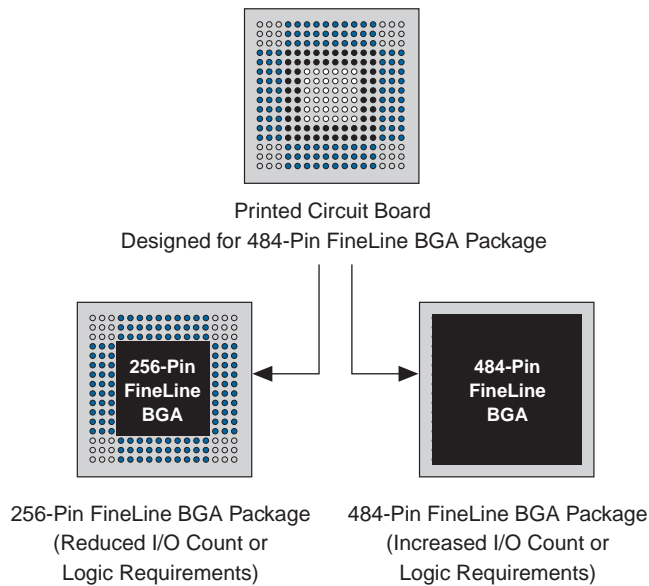 Printed Circuit Board
Designed for 484-Pin FineLine BGA Package
256-Pin
FineLine
BGA
484-Pin
FineLine
BGA
256-Pin FineLine BGA Package
(Reduced I/O Count or
Logic Requirements)
484-Pin FineLine BGA Package
(Increased I/O Count or
Logic Requirements)